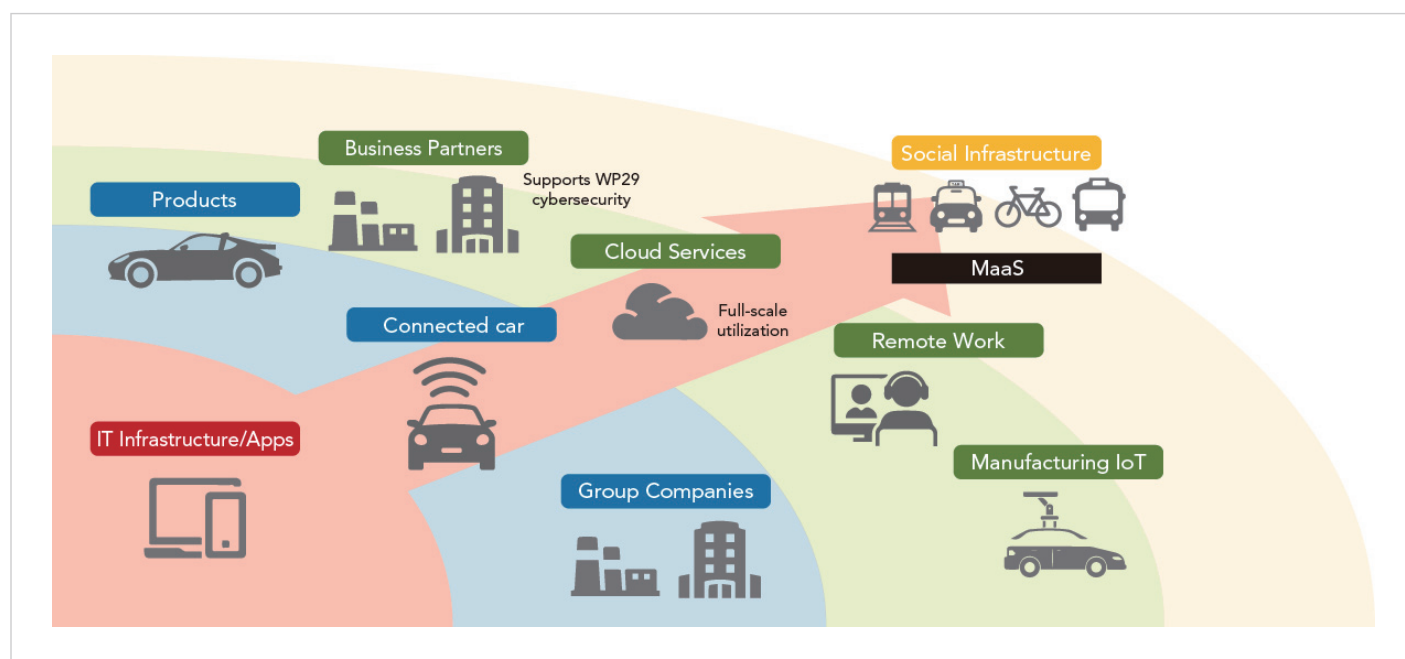 Business Partners
Supports WP29
cybersecurity
Social Infrastructure
Products
Cloud Services
MaaS
Full-scale
utilization
Connected car
Remote Work
IT Infrastructure/Apps
Manufacturing IoT
Group Companies